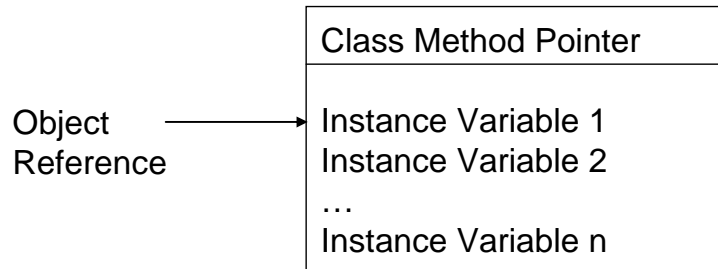 Class Method Pointer
Object
Reference
Instance Variable 1
Instance Variable 2
…
Instance Variable n